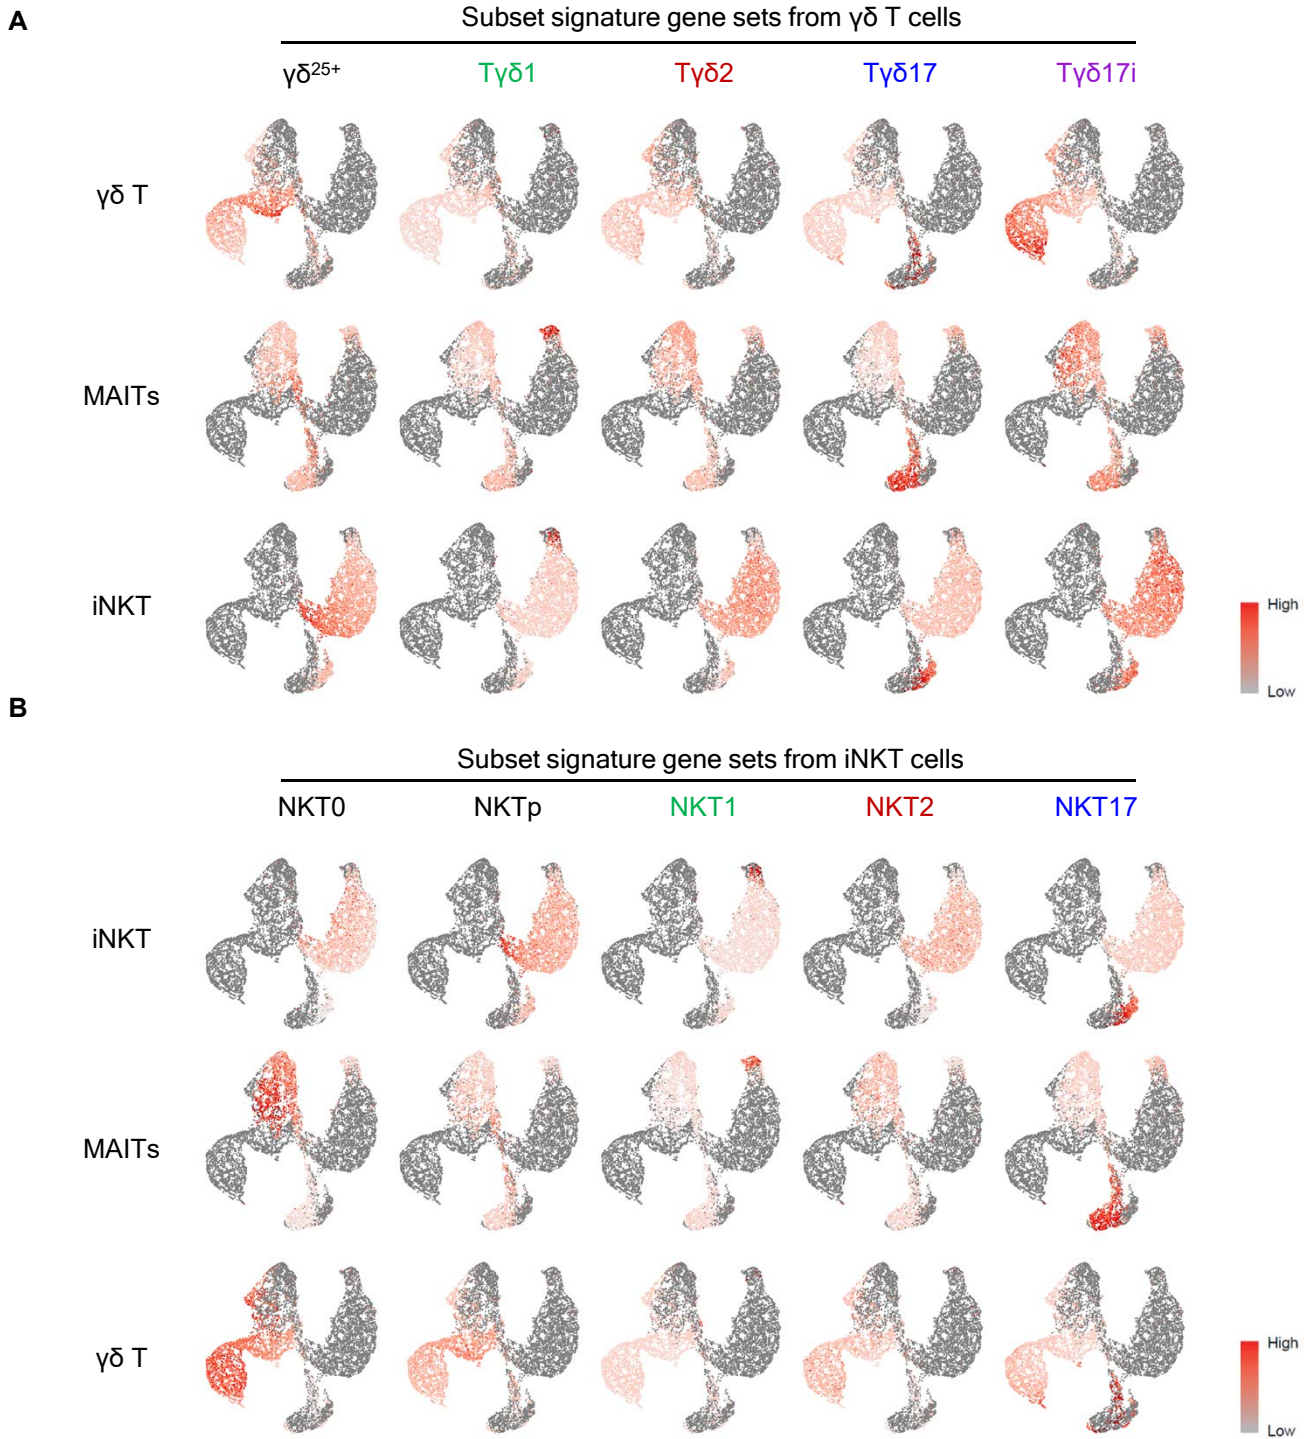 A
Subset signature gene sets from γδ T cells
γδ25+ Tγδ1 Tγδ2 Tγδ17 Tγδ17i
γδ T
MAITs
iNKT
High
Low
B
Subset signature gene sets from iNKT cells
NKT0 NKTp NKT1 NKT2 NKT17
iNKT
MAITs
γδ T
High
Low